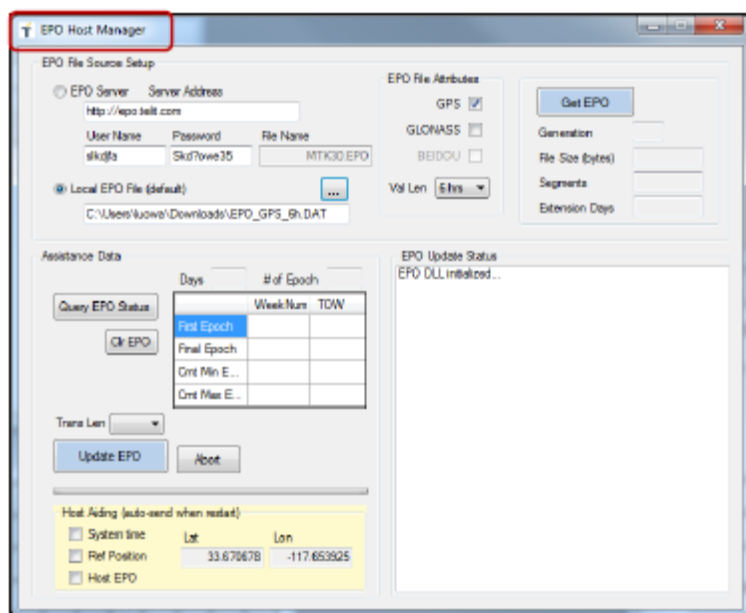 EPO Host Manager
EPO File Source Setup
EPO Server Server Address
http://epo.telit.com
User Name Password File Name
slkdjfa Skd?owe35 MTK30.EPO
Local EPO File (default) ...
C:\Users\luowa\Downloads\EPO_GPS_6h.DAT
EPO File Attributes
GPS
GLONASS
BEIDOU
Val Len 6 hrs
Get EPO
Generation
File Size (bytes)
Segments
Extension Days
Assistance Data
Days # of Epoch
Query EPO Status
Clr EPO
WeekNum TOW
First Epoch
Final Epoch
Crnt Min E...
Crnt Max E...
Trans Len
Update EPO Abort
Host Aiding (auto-send when restart)
System time Lat Lon
Ref Position 33.670678 -117.653925
Host EPO
EPO Update Status
EPO DLL initialized...